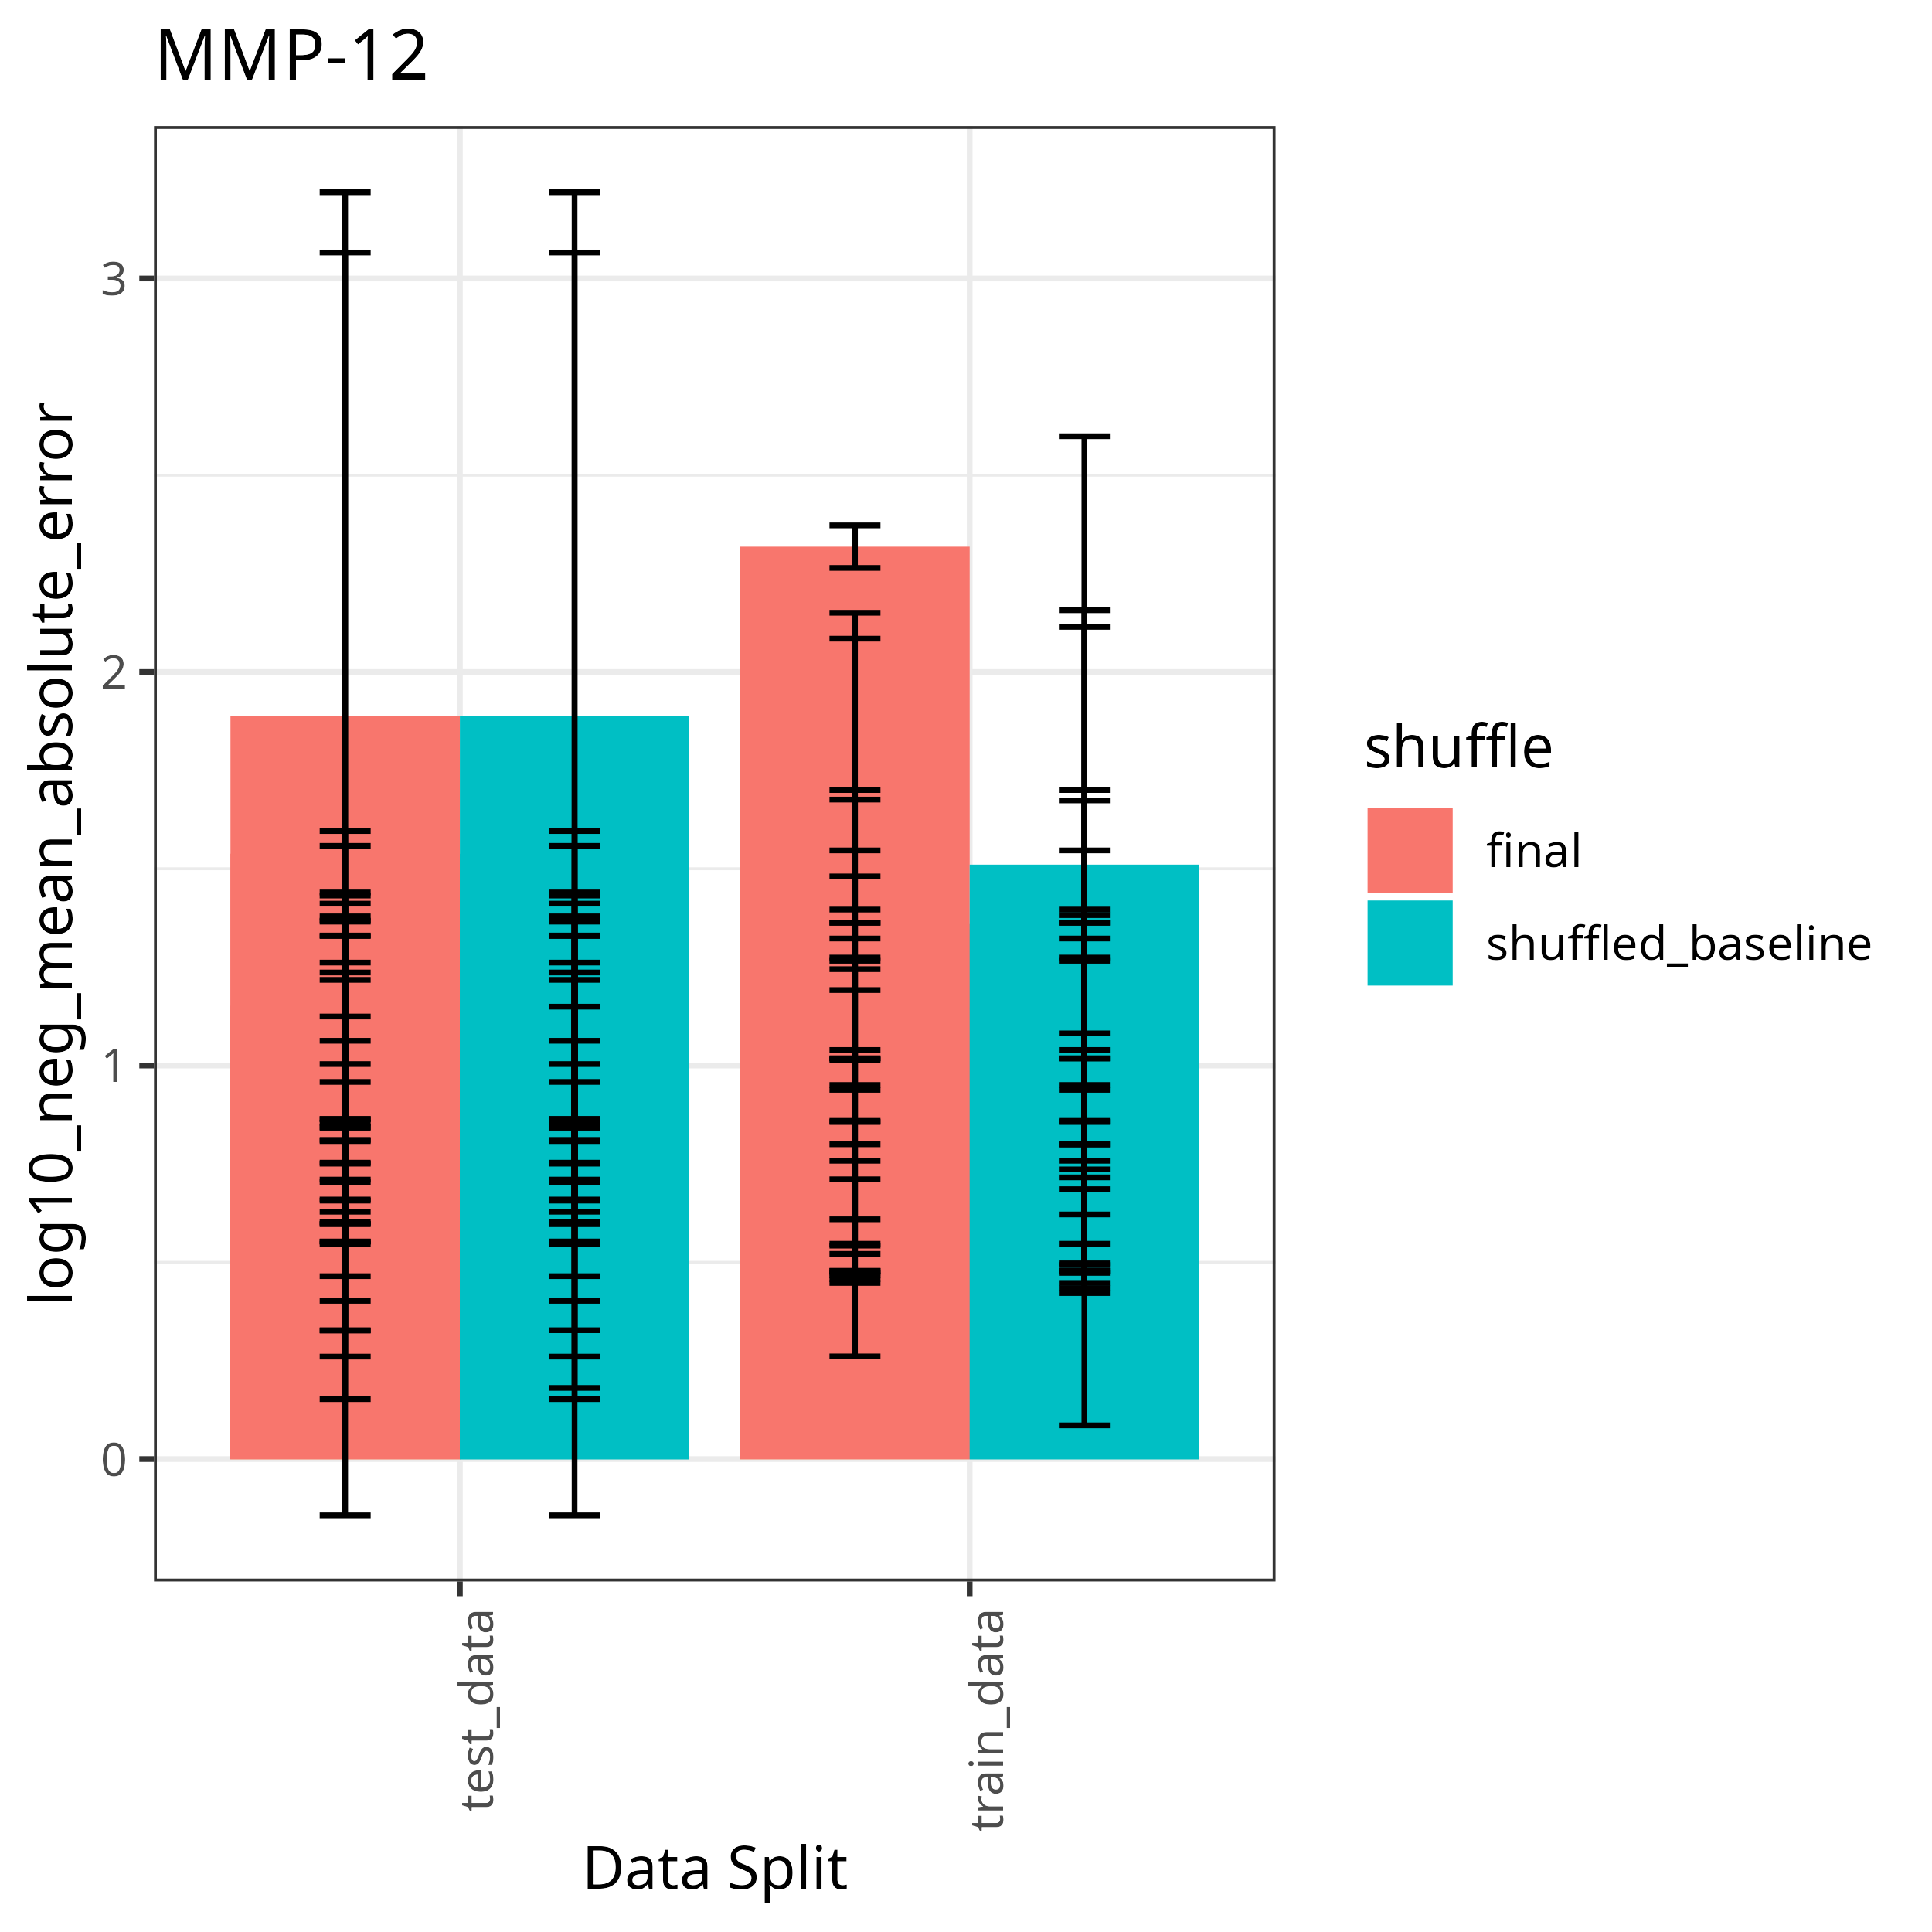 MMP-12
log10_neg_mean_absolute_error
3
2
1
0
test_data
train_data
Data Split
shuffle
final
shuffled_baseline